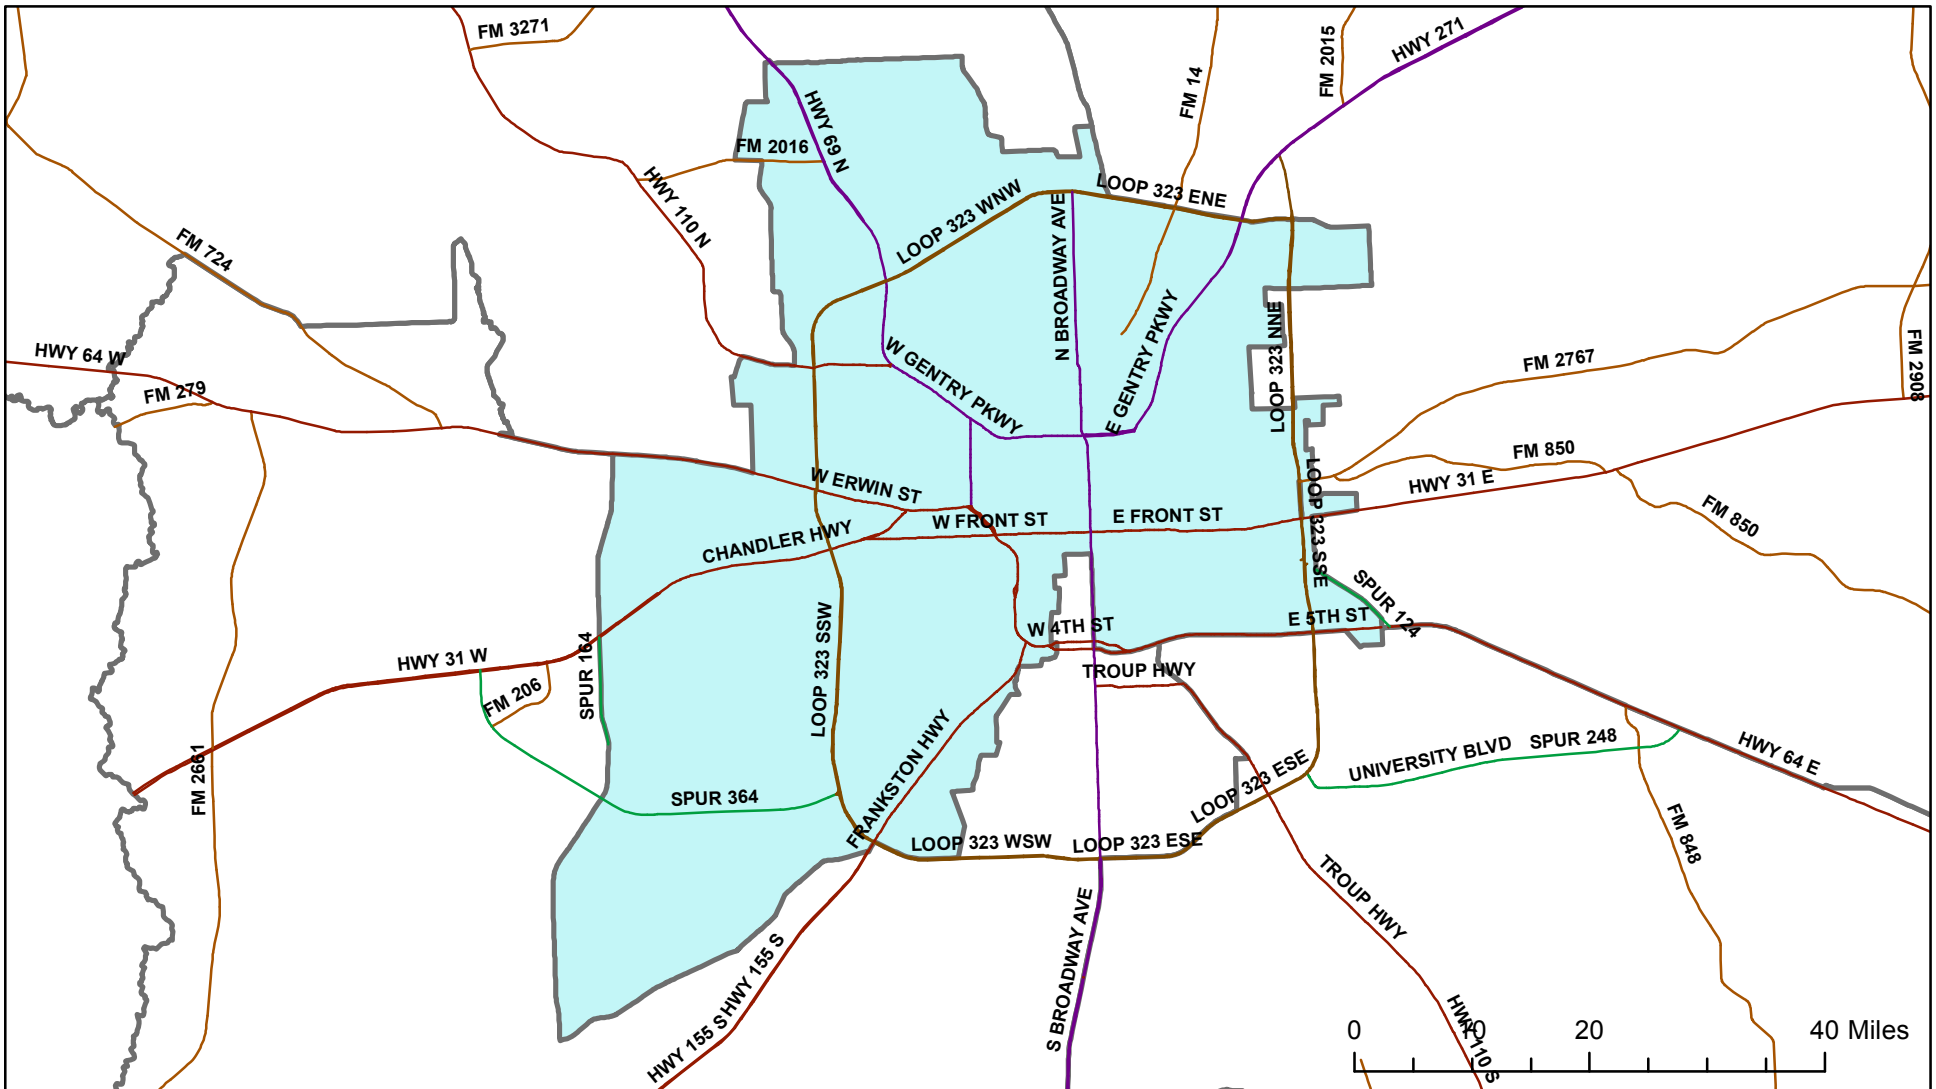 FM 3271
HWY 271
FM 2015
FM 14
HWY 69 N
FM 2016
HWY 110 N
LOOP 323 WNW
LOOP 323 ENE
N BROADWAY AVE
FM 724
E GENTRY PKWY
LOOP 323 NNE
HWY 64 W
FM 279
W GENTRY PKWY
FM 2767
FM 2908
FM 850
HWY 31 E
W ERWIN ST
W FRONT ST
E FRONT ST
LOOP 323 SSE
FM 850
CHANDLER HWY
SPUR 124
E 5TH ST
W 4TH ST
LOOP 323 SSW
SPUR 164
HWY 31 W
TROUP HWY
FM 206
FM 2661
FRANKSTON HWY
UNIVERSITY BLVD
SPUR 248
HWY 64 E
SPUR 364
LOOP 323 ESE
LOOP 323 WSW
LOOP 323 ESE
FM 848
TROUP HWY
S BROADWAY AVE
HWY 155 S
HWY 155 S
HWY 110 S
0 10 20 40 Miles